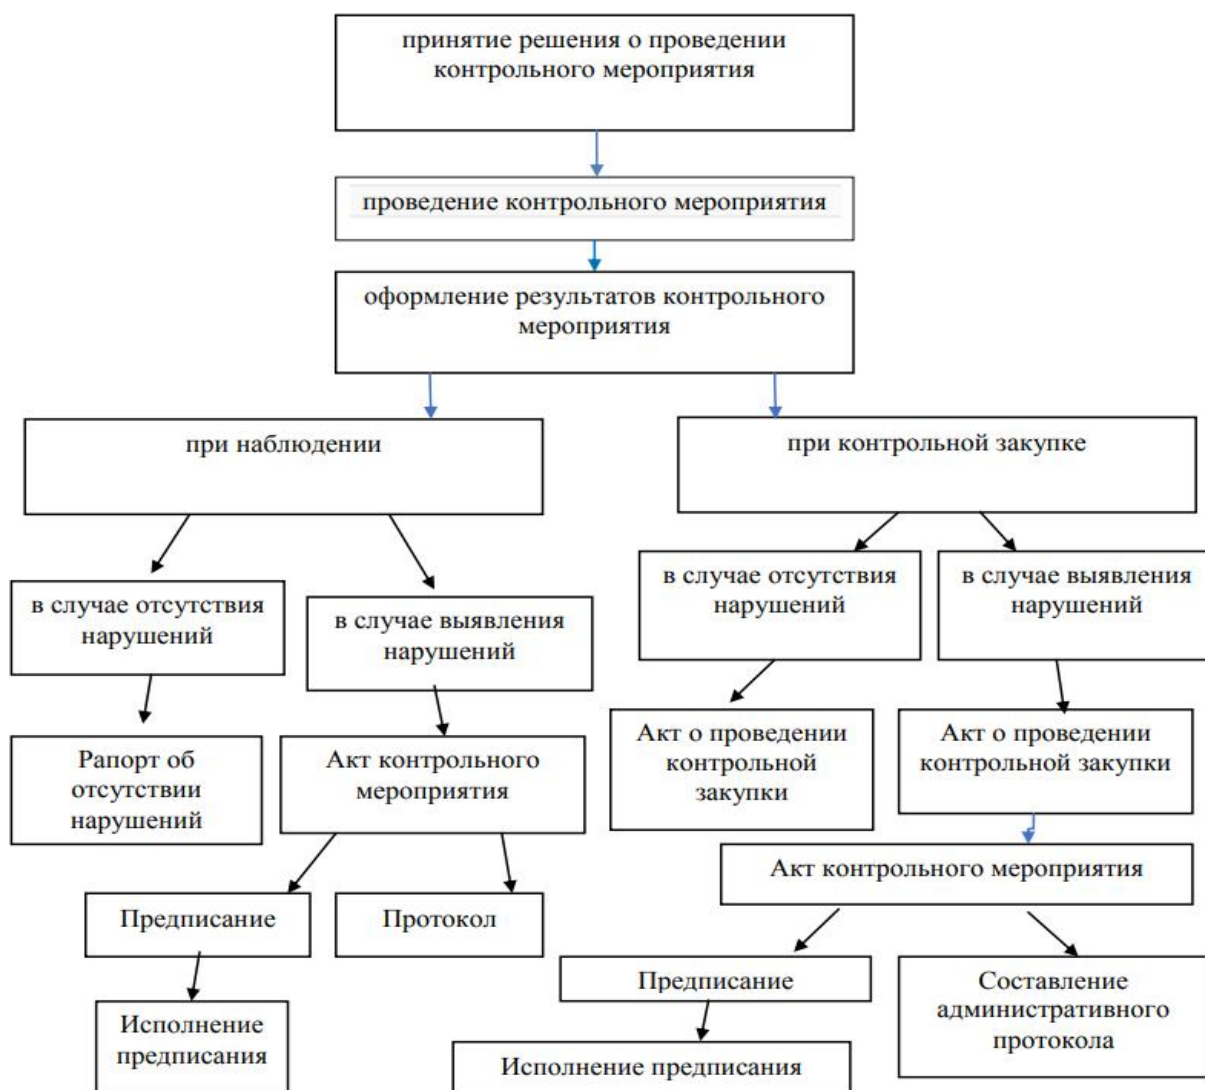 принятие решения о проведении
контрольного мероприятия
проведение контрольного мероприятия
оформление результатов контрольного
мероприятия
при наблюдении
при контрольной закупке
в случае отсутствия
нарушений
в случае выявления
нарушений
в случае отсутствия
нарушений
в случае выявления
нарушений
Рапорт об
отсутствии
нарушений
Акт контрольного
мероприятия
Акт о проведении
контрольной
закупки
Акт о проведении
контрольной закупки
Акт контрольного мероприятия
Предписание
Протокол
Предписание
Составление
административного
протокола
Исполнение
предписания
Исполнение предписания